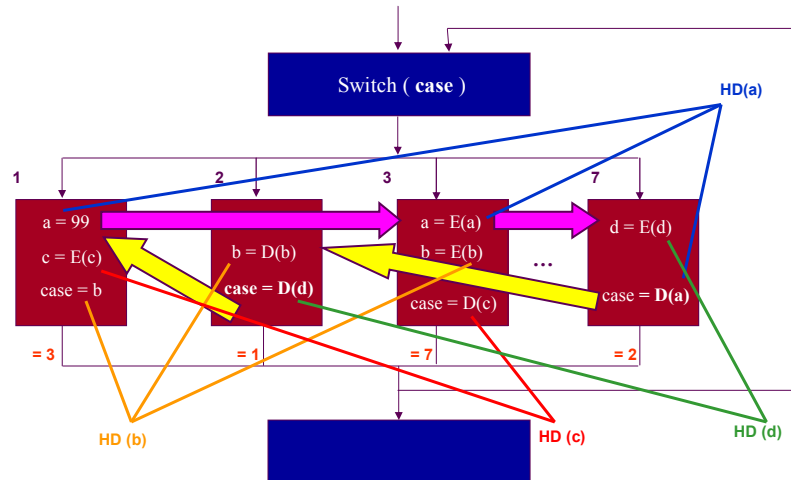 Switch ( case )
HD(a)
1
2
3
7
a = 99
c = E(c)
case = b
b = D(b)
case = D(d)
a = E(a)
b = E(b)
case = D(c)
...
d = E(d)
case = D(a)
= 3
= 1
= 7
= 2
HD (b)
HD (c)
HD (d)